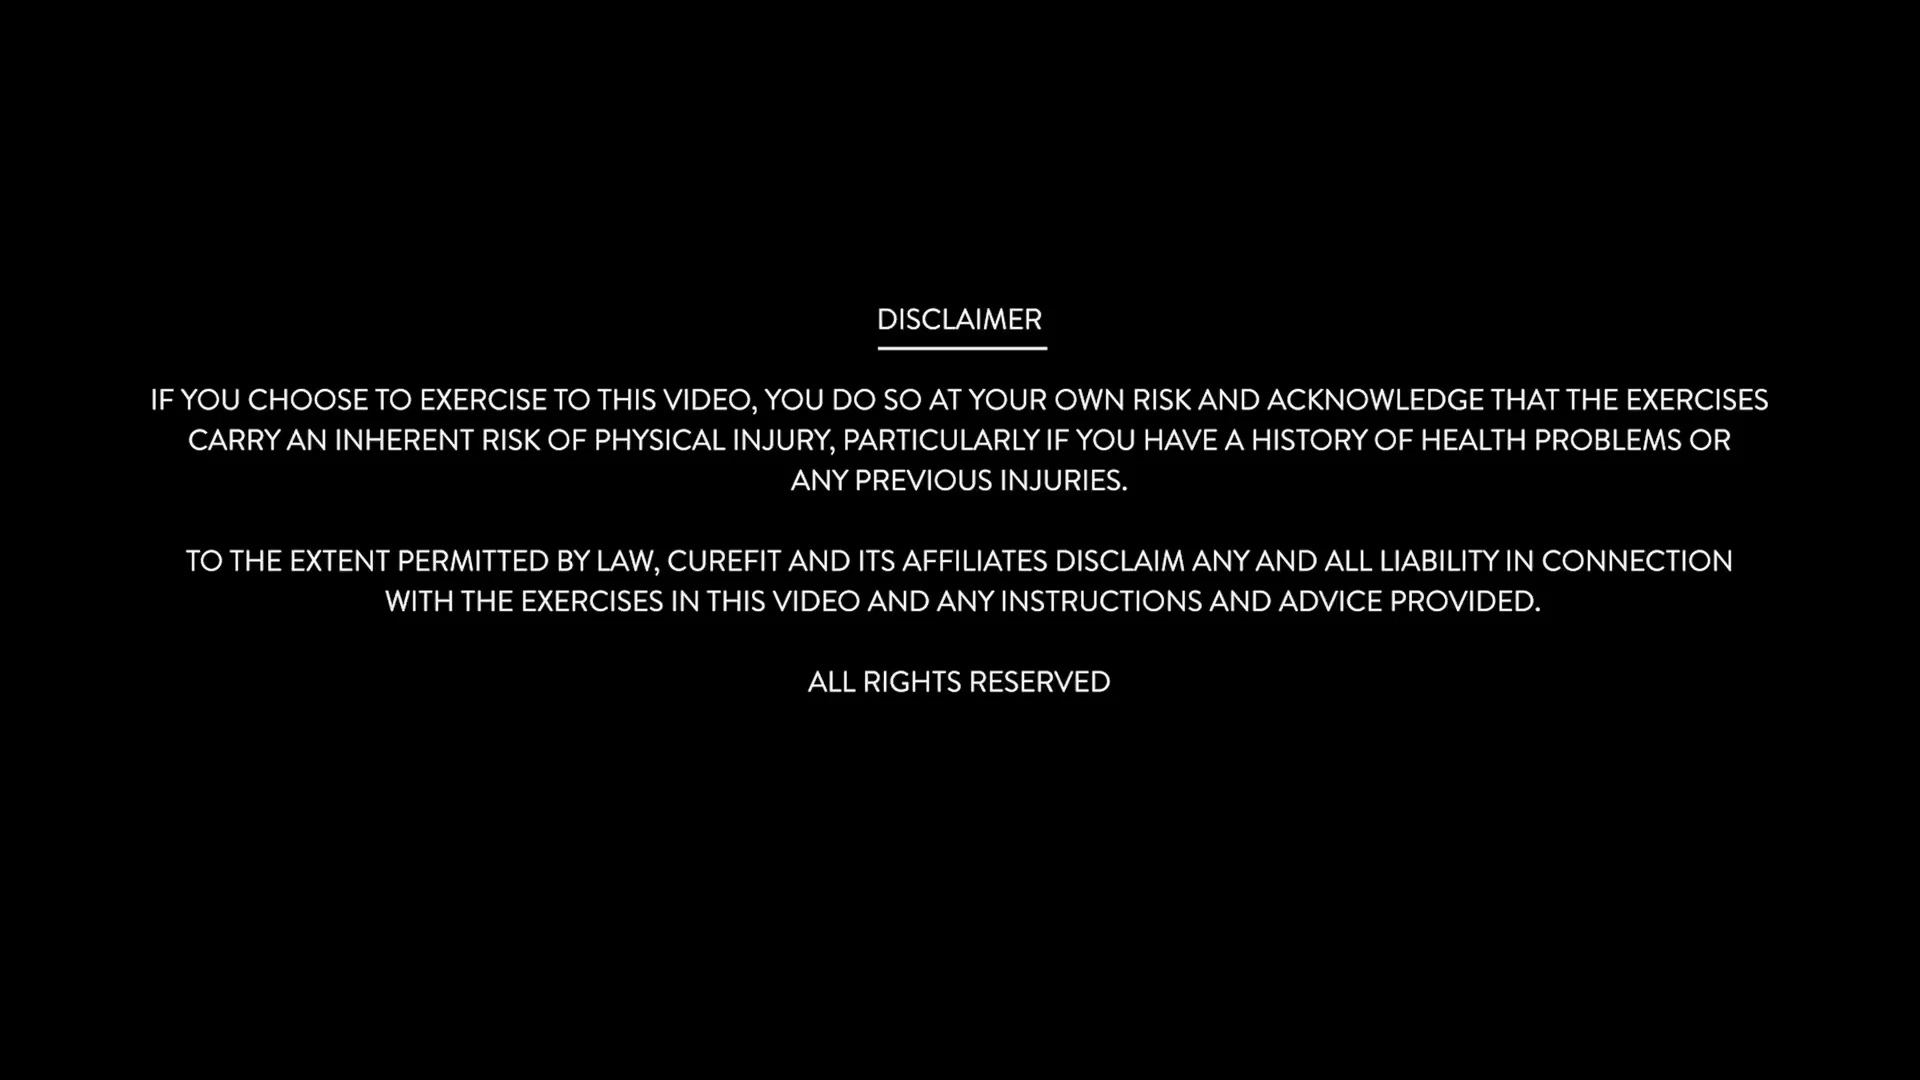 DISCLAIMER
IF YOU CHOOSE TO EXERCISE TO THIS VIDEO, YOU DO SO AT YOUR OWN RISK AND ACKNOWLEDGE THAT THE EXERCISES
CARRY AN INHERENT RISK OF PHYSICAL INJURY, PARTICULARLY IF YOU HAVE A HISTORY OF HEALTH PROBLEMS OR
ANY PREVIOUS INJURIES.
TO THE EXTENT PERMITTED BY LAW, CUREFIT AND ITS AFFILIATES DISCLAIM ANY AND ALL LIABILITY IN CONNECTION
WITH THE EXERCISES IN THIS VIDEO AND ANY INSTRUCTIONS AND ADVICE PROVIDED.
ALL RIGHTS RESERVED